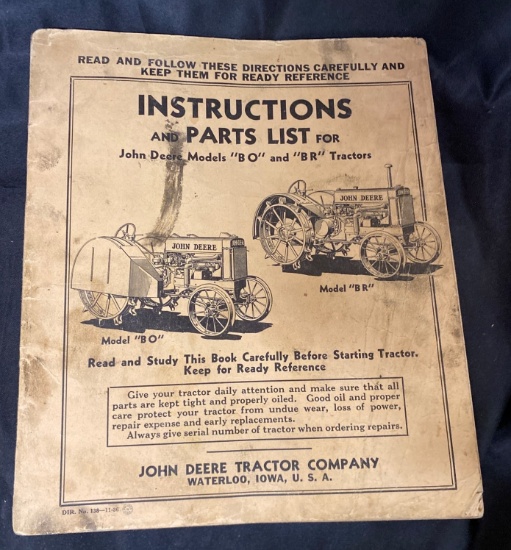 READ AND FOLLOW THESE DIRECTIONS CAREFULLY AND
KEEP THEM FOR READY REFERENCE
INSTRUCTIONS
AND PARTS LIST FOR
John Deere Models "BO" and "BR" Tractors
JOHN DEERE
JOHN DEERE
Model "BR"
Model "BO"
Read and Study This Book Carefully Before Starting Tractor.
Keep for Ready Reference
Give your tractor daily attention and make sure that all
parts are kept tight and properly oiled. Good oil and proper
care protect your tractor from undue wear, loss of power,
repair expense and early replacements.
Always give serial number of tractor when ordering repairs.
JOHN DEERE TRACTOR COMPANY
WATERLOO, IOWA, U. S. A.
DIR. No.